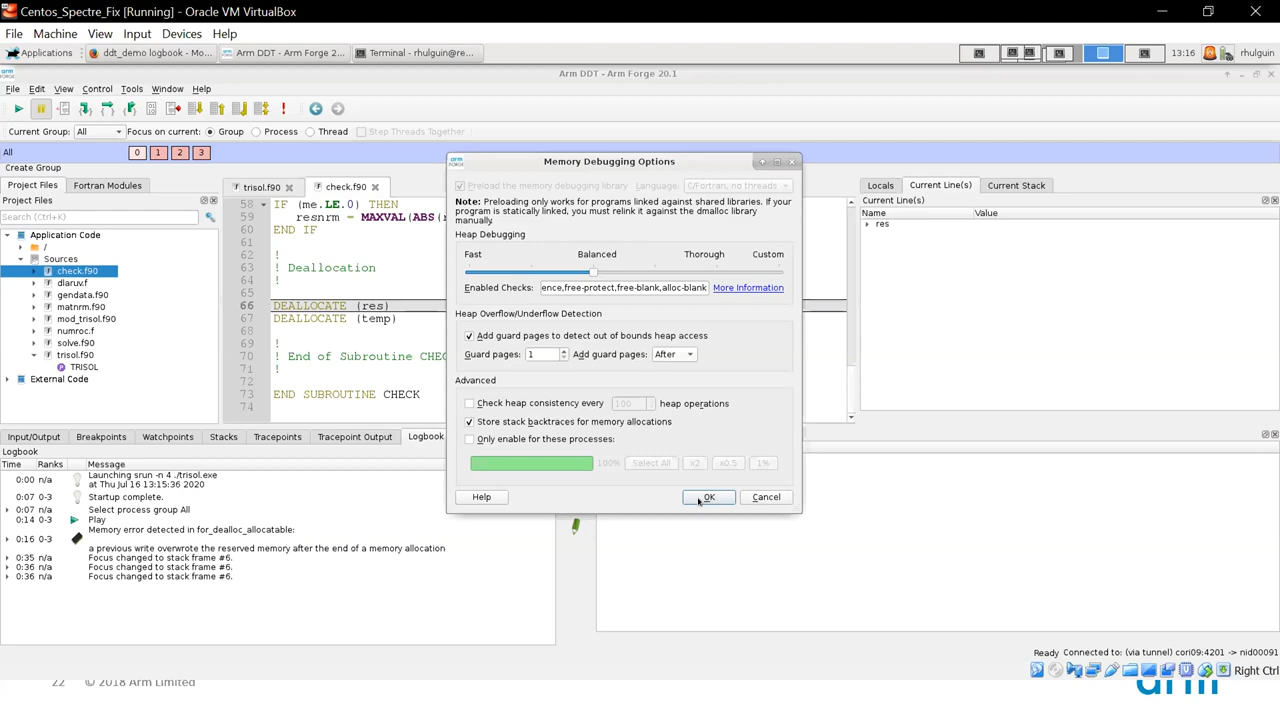 Centos_Spectre_Fix [Running] - Oracle VM VirtualBox
File Machine View Input Devices Help
Applications ddt_demo logbook - Mo... Arm DDT - Arm Forge 2... Terminal - rhulguin@re... 13:16 rhulguin
arm FORGE
Arm DDT - Arm Forge 20.1
File Edit View Control Tools Window Help
Current Group: All Focus on current: Group Process Thread Step Threads Together
All 0 1 2 3
Create Group
Project Files Fortran Modules
Project Files
Search (Ctrl+K)
Application Code
/
Sources
check.f90
dlaruv.f
gendata.f90
matnrm.f90
mod_trisol.f90
numroc.f
solve.f90
trisol.f90
TRISOL
External Code
trisol.f90 check.f90
58 IF (me.LE.0) THEN
59 resnrm = MAXVAL(ABS(r
60 END IF
61
62 !
63 ! Deallocation
64 !
65
66 DEALLOCATE (res)
67 DEALLOCATE (temp)
68
69 !
70 ! End of Subroutine CHEC
71 !
72
73 END SUBROUTINE CHECK
74
arm FORGE
Memory Debugging Options
Preload the memory debugging library Language: C/Fortran, no threads
Note: Preloading only works for programs linked against shared libraries. If your
program is statically linked, you must relink it against the dmalloc library
manually.
Heap Debugging
Fast Balanced Thorough Custom
Enabled Checks: ence,free-protect,free-blank,alloc-blank More Information
Heap Overflow/Underflow Detection
Add guard pages to detect out of bounds heap access
Guard pages: 1 Add guard pages: After
Advanced
Check heap consistency every 100 heap operations
Store stack backtraces for memory allocations
Only enable for these processes:
100% Select All x2 x0.5 1%
Help OK Cancel
Locals Current Line(s) Current Stack
Current Line(s)
Name Value
res
Input/Output Breakpoints Watchpoints Stacks Tracepoints Tracepoint Output Logbook
Logbook
Time Ranks Message
0:00 n/a Launching srun -n 4 ./trisol.exe
at Thu Jul 16 13:15:36 2020
0:07 0-3 Startup complete.
0:07 n/a Select process group All
0:14 0-3 Play
Memory error detected in for_dealloc_allocatable:
0:16 0-3
a previous write overwrote the reserved memory after the end of a memory allocation
0:35 n/a Focus changed to stack frame #6.
0:36 n/a Focus changed to stack frame #6.
0:36 n/a Focus changed to stack frame #6.
Ready Connected to: (via tunnel) cori09:4201 -> nid00091
Right Ctrl
22 © 2018 Arm Limited
arm